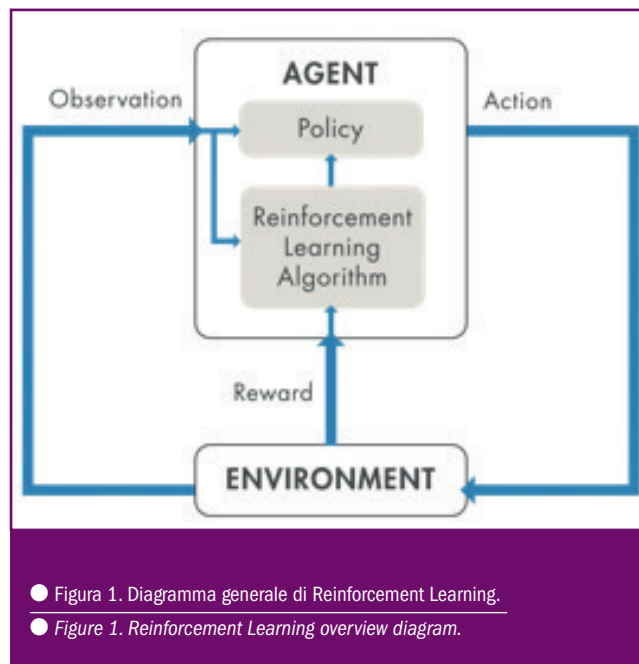 AGENT
Observation
Action
Policy
Reinforcement
Learning
Algorithm
Reward
ENVIRONMENT
● Figura 1. Diagramma generale di Reinforcement Learning.
● Figure 1. Reinforcement Learning overview diagram.